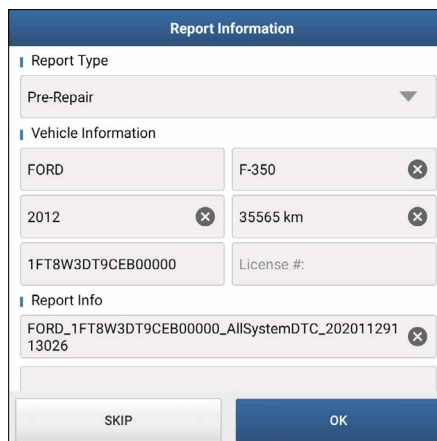 Report Information
Report Type
Pre-Repair
Vehicle Information
FORD
F-350
2012
35565 km
1FT8W3DT9CEB00000
License #:
Report Info
FORD_1FT8W3DT9CEB00000_AllSystemDTC_202011291
13026
SKIP
OK